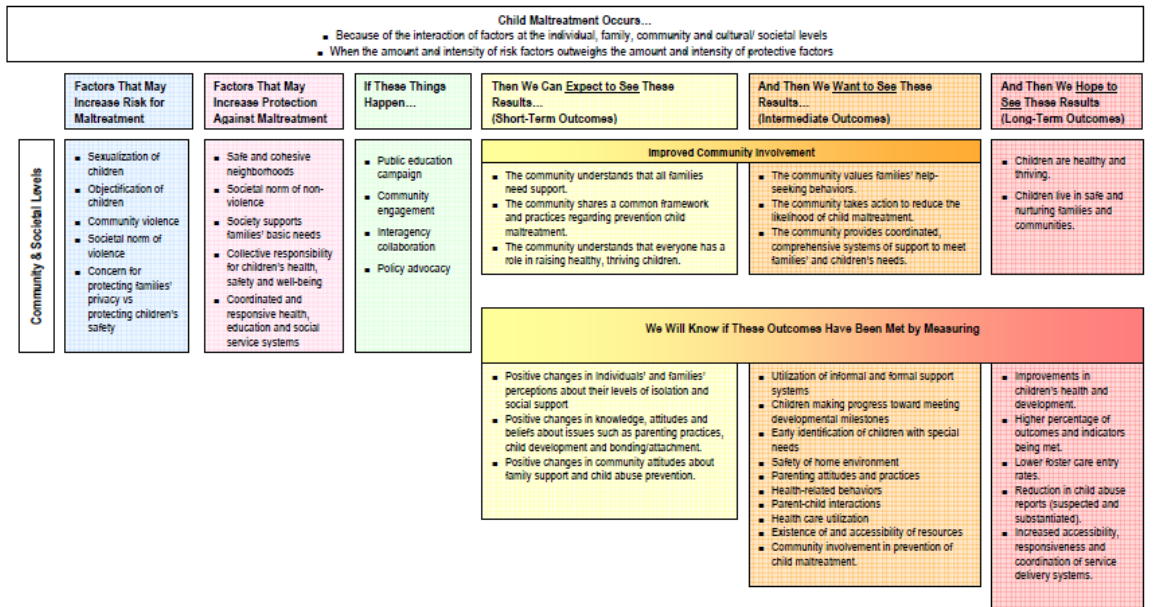 Child Maltreatment Occurs...
▪ Because of the interaction of factors at the individual, family, community and cultural/ societal levels
▪ When the amount and intensity of risk factors outweighs the amount and intensity of protective factors
Factors That May
Increase Risk for
Maltreatment
Factors That May
Increase Protection
Against Maltreatment
If These Things
Happen...
Then We Can Expect to See These
Results...
(Short-Term Outcomes)
And Then We Want to See These
Results...
(Intermediate Outcomes)
And Then We Hope to
See These Results
(Long-Term Outcomes)
Community & Societal Levels
▪ Sexualization of
children
▪ Objectification of
children
▪ Community violence
▪ Societal norm of
violence
▪ Concern for
protecting families'
privacy vs
protecting children's
safety
▪ Safe and cohesive
neighborhoods
▪ Societal norm of non-
violence
▪ Society supports
families' basic needs
▪ Collective responsibility
for children's health,
safety and well-being
▪ Coordinated and
responsive health,
education and social
service systems
▪ Public education
campaign
▪ Community
engagement
▪ Interagency
collaboration
▪ Policy advocacy
Improved Community Involvement
▪ The community understands that all families
need support.
▪ The community shares a common framework
and practices regarding prevention child
maltreatment.
▪ The community understands that everyone has a
role in raising healthy, thriving children.
▪ The community values families' help-
seeking behaviors.
▪ The community takes action to reduce the
likelihood of child maltreatment.
▪ The community provides coordinated,
comprehensive systems of support to meet
families' and children's needs.
▪ Children are healthy and
thriving.
▪ Children live in safe and
nurturing families and
communities.
We Will Know if These Outcomes Have Been Met by Measuring
▪ Positive changes in Individuals' and families'
perceptions about their levels of isolation and
social support
▪ Positive changes in knowledge, attitudes and
beliefs about issues such as parenting practices,
child development and bonding/attachment.
▪ Positive changes in community attitudes about
family support and child abuse prevention.
▪ Utilization of informal and formal support
systems
▪ Children making progress toward meeting
developmental milestones
▪ Early identification of children with special
needs
▪ Safety of home environment
▪ Parenting attitudes and practices
▪ Health-related behaviors
▪ Parent-child interactions
▪ Health care utilization
▪ Existence of and accessibility of resources
▪ Community involvement in prevention of
child maltreatment.
▪ Improvements in
children's health and
development.
▪ Higher percentage of
outcomes and indicators
being met.
▪ Lower foster care entry
rates.
▪ Reduction in child abuse
reports (suspected and
substantiated).
▪ Increased accessibility,
responsiveness and
coordination of service
delivery systems.